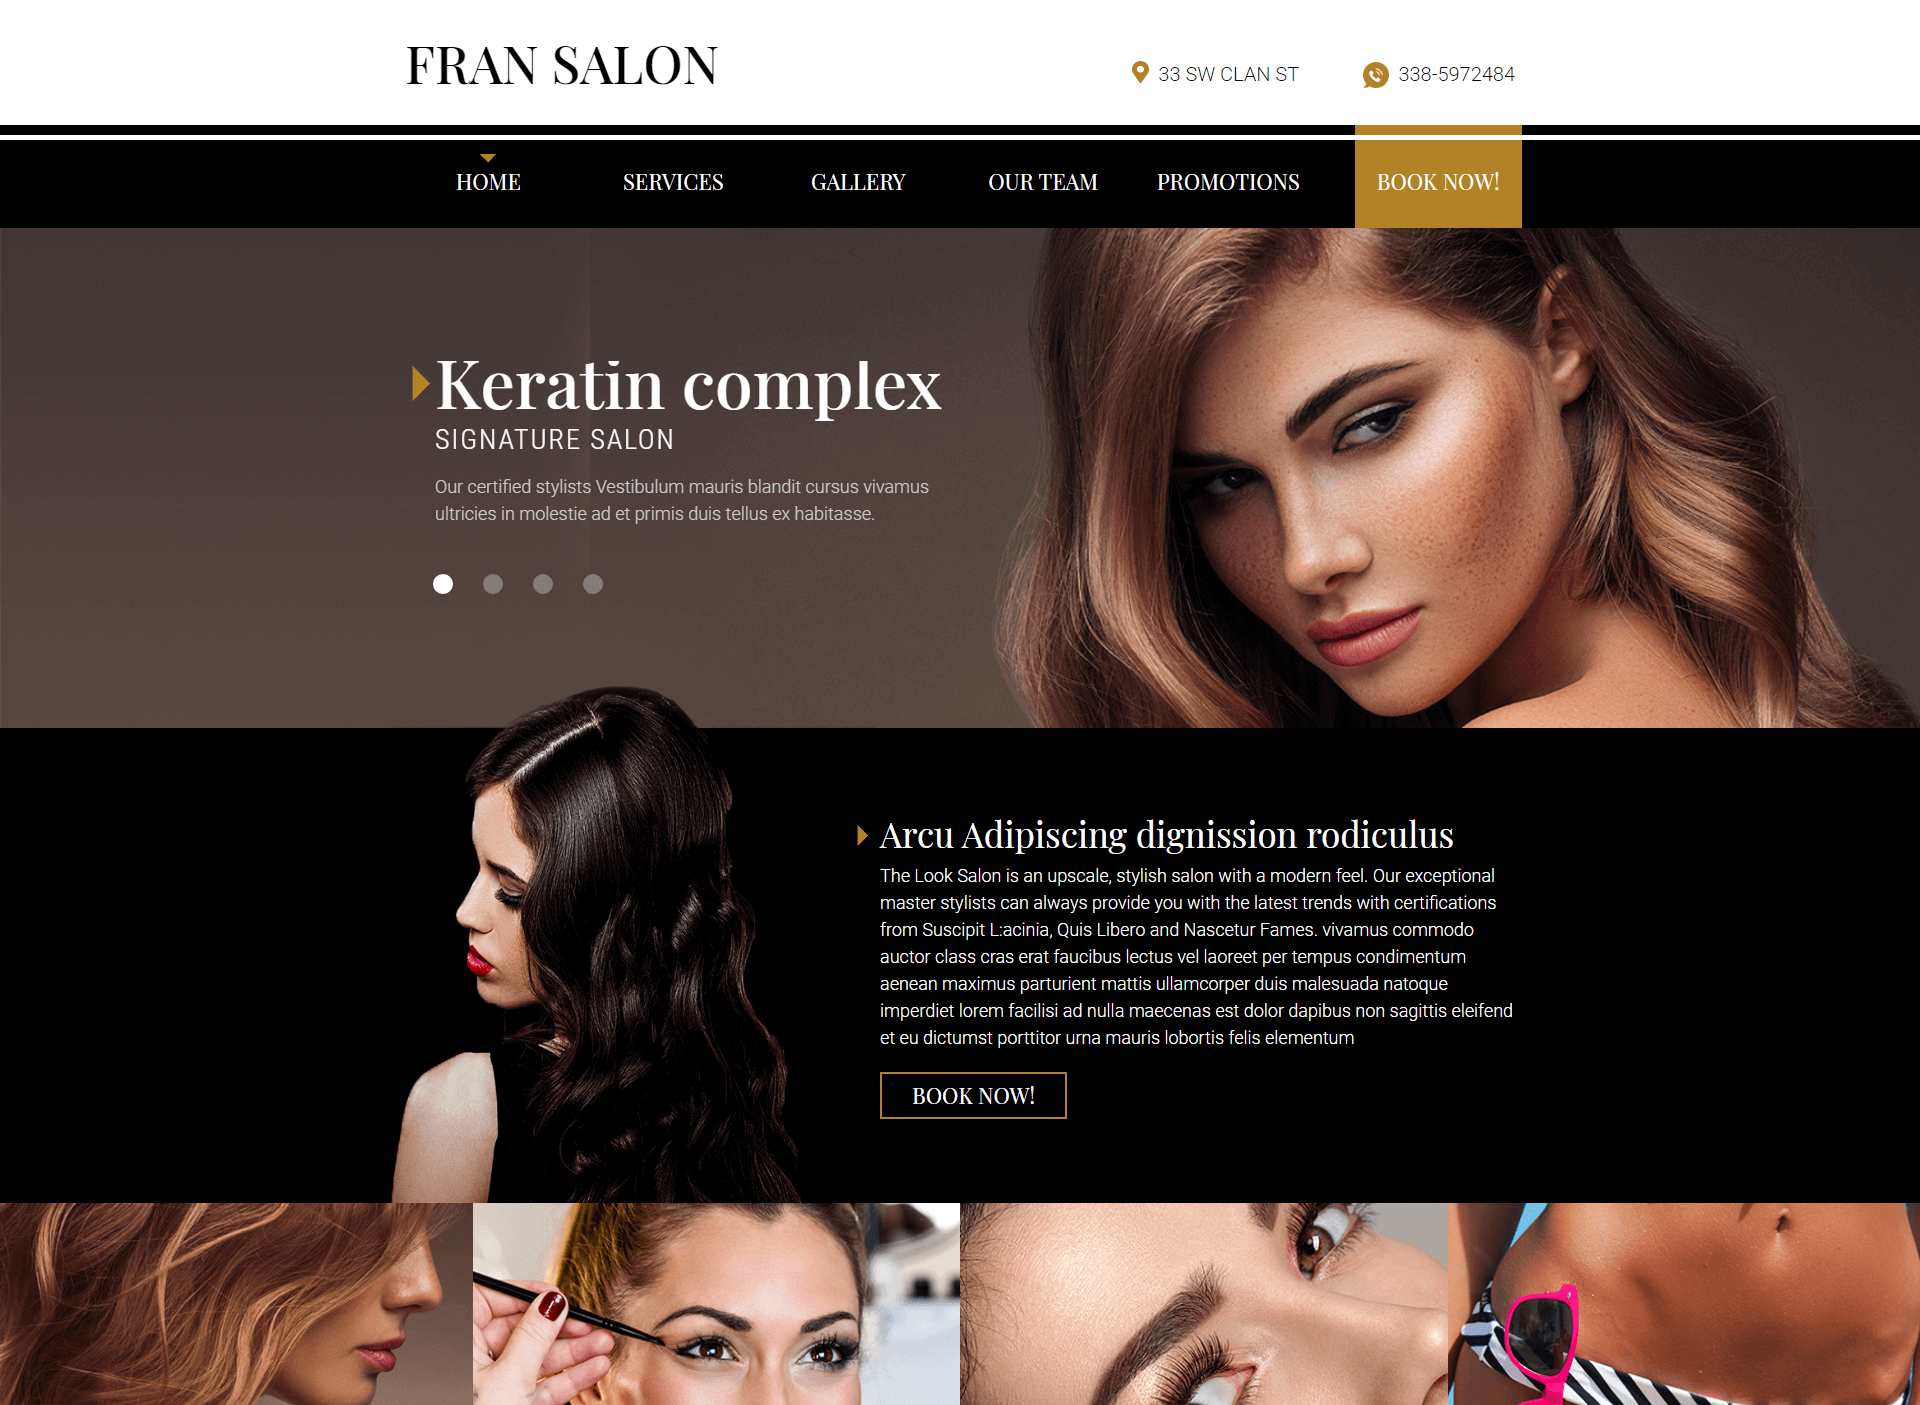 FRAN SALON
33 SW CLAN ST
338-5972484
HOME
SERVICES
GALLERY
OUR TEAM
PROMOTIONS
BOOK NOW!
Keratin complex
SIGNATURE SALON
Our certified stylists Vestibulum mauris blandit cursus vivamus
ultricies in molestie ad et primis duis tellus ex habitasse.
Arcu Adipiscing dignission rodiculus
The Look Salon is an upscale, stylish salon with a modern feel. Our exceptional
master stylists can always provide you with the latest trends with certifications
from Suscipit L:acinia, Quis Libero and Nascetur Fames. vivamus commodo
auctor class cras erat faucibus lectus vel laoreet per tempus condimentum
aenean maximus parturient mattis ullamcorper duis malesuada natoque
imperdiet lorem facilisi ad nulla maecenas est dolor dapibus non sagittis eleifend
et eu dictumst porttitor urna mauris lobortis felis elementum
BOOK NOW!